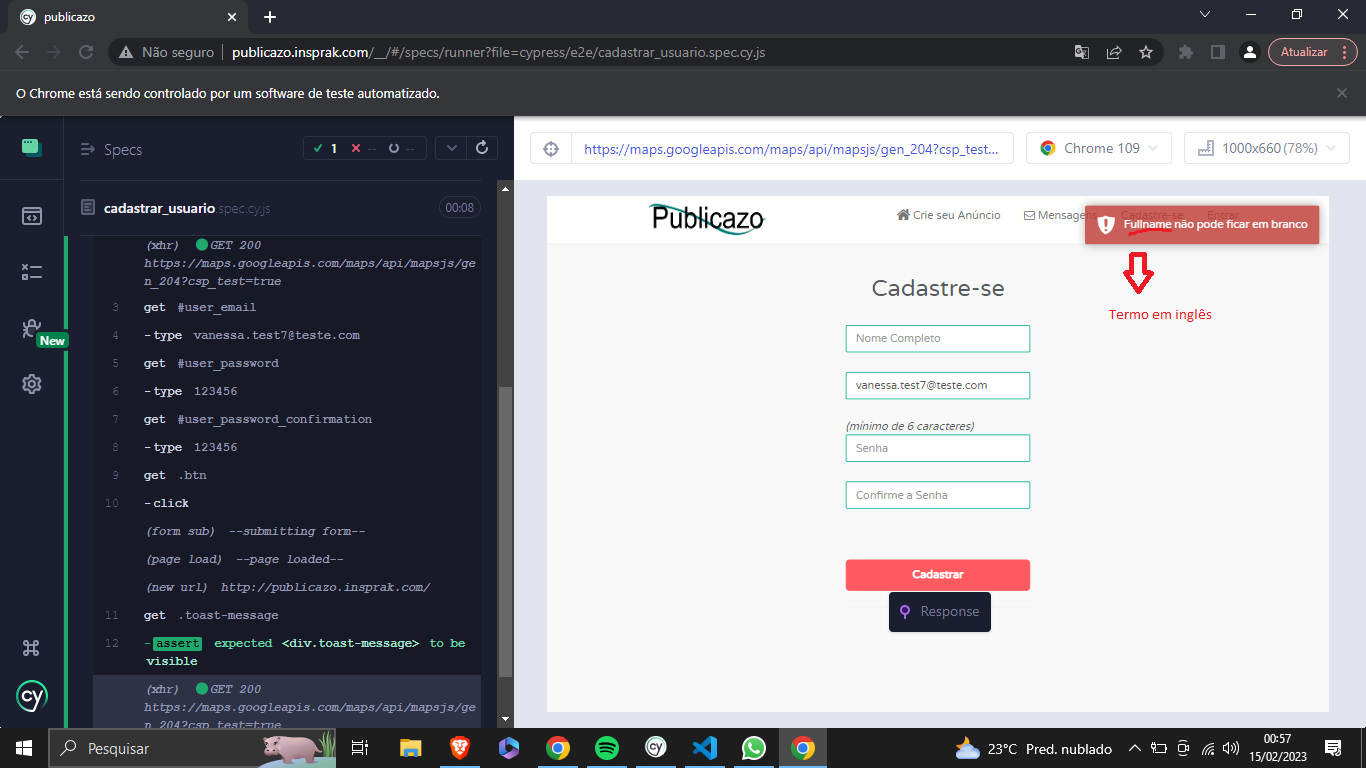 publicazo
Não seguro
publicazo.insprak.com/__/#/specs/runner?file=cypress/e2e/cadastrar_usuario.spec.cy.js
Atualizar
O Chrome está sendo controlado por um software de teste automatizado.
Specs
1 -- --
cadastrar_usuario.spec.cy.js
00:08
(xhr) GET 200
https://maps.googleapis.com/maps/api/mapsjs/ge
n_204?csp_test=true
3 get #user_email
4 -type vanessa.test7@teste.com
5 get #user_password
6 -type 123456
7 get #user_password_confirmation
8 -type 123456
9 get .btn
10 -click
(form sub) --submitting form--
(page load) --page loaded--
(new url) http://publicazo.insprak.com/
11 get .toast-message
12 -assert expected <div.toast-message> to be
visible
(xhr) GET 200
https://maps.googleapis.com/maps/api/mapsjs/ge
n_204?csp_test=true
New
cy
https://maps.googleapis.com/maps/api/mapsjs/gen_204?csp_test...
Chrome 109
1000x660 (78%)
Publicazo
Crie seu Anúncio
Mensagens
Cadastre-se
Entrar
Fullname não pode ficar em branco
Termo em inglês
Cadastre-se
Nome Completo
vanessa.test7@teste.com
(mínimo de 6 caracteres)
Senha
Confirme a Senha
Cadastrar
Response
Pesquisar
23°C Pred. nublado
00:57
15/02/2023